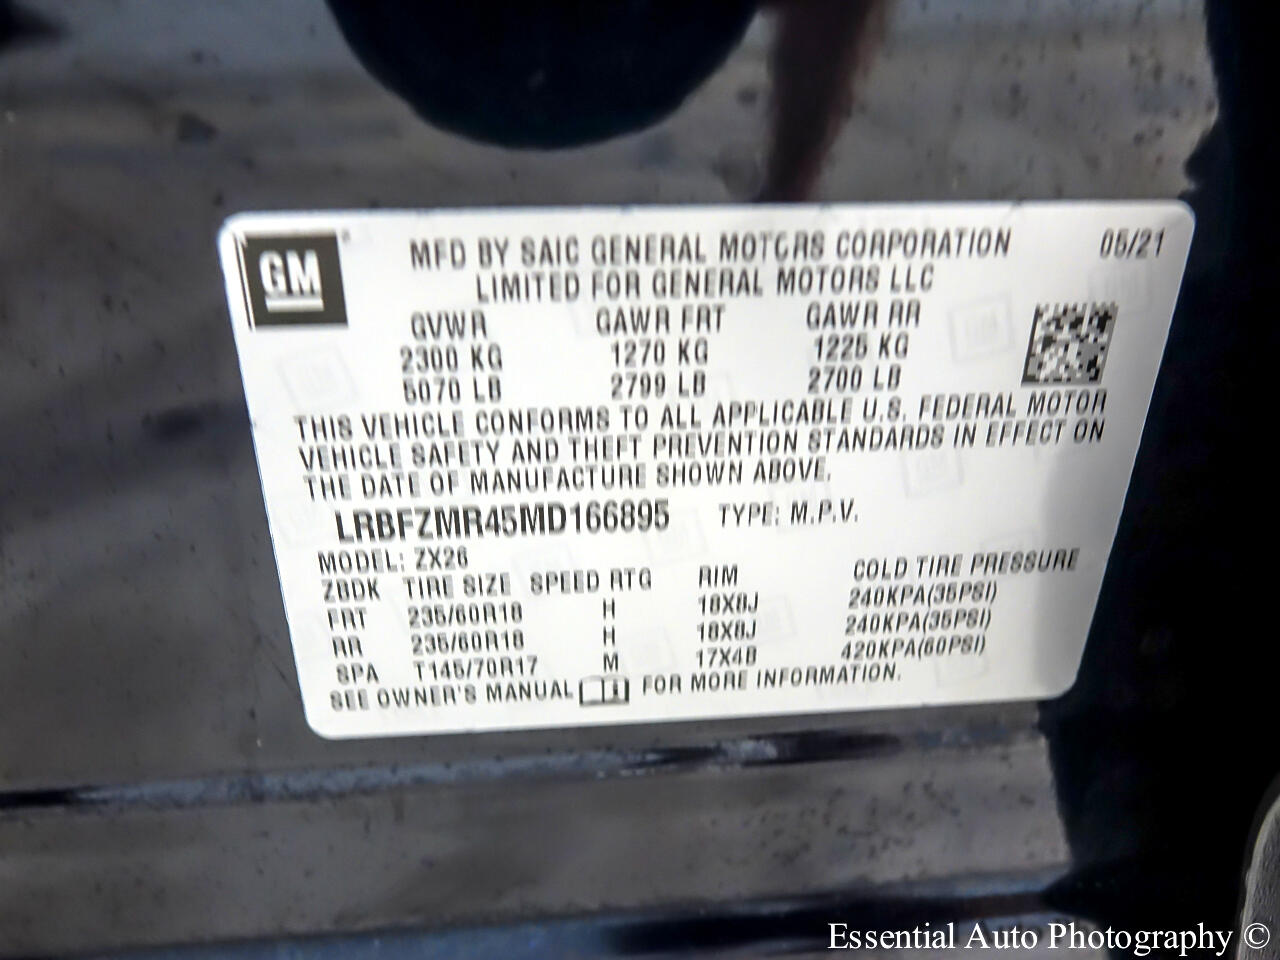 GM
MFD BY SAIC GENERAL MOTORS CORPORATION 05/21
LIMITED FOR GENERAL MOTORS LLC
GVWR GAWR FRT GAWR RR
2300 KG 1270 KG 1225 KG
5070 LB 2799 LB 2700 LB
THIS VEHICLE CONFORMS TO ALL APPLICABLE U.S. FEDERAL MOTOR
VEHICLE SAFETY AND THEFT PREVENTION STANDARDS IN EFFECT ON
THE DATE OF MANUFACTURE SHOWN ABOVE.
LRBFZMR45MD166895 TYPE: M.P.V.
MODEL: ZX26
ZBDK TIRE SIZE SPEED RTG RIM COLD TIRE PRESSURE
FRT 235/60R18 H 18X8J 240KPA(35PSI)
RR 235/60R18 H 18X8J 240KPA(35PSI)
SPA T145/70R17 M 17X4B 420KPA(60PSI)
SEE OWNER'S MANUAL FOR MORE INFORMATION.
Essential Auto Photography ©